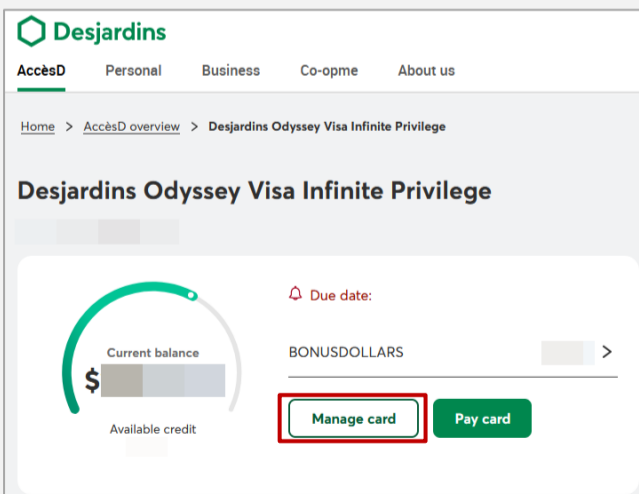 Desjardins
AccèsD Personal Business Co-opme About us
Home > AccèsD overview > Desjardins Odyssey Visa Infinite Privilege
Desjardins Odyssey Visa Infinite Privilege
Due date:
Current balance
BONUSDOLLARS >
$
Available credit
Manage card Pay card